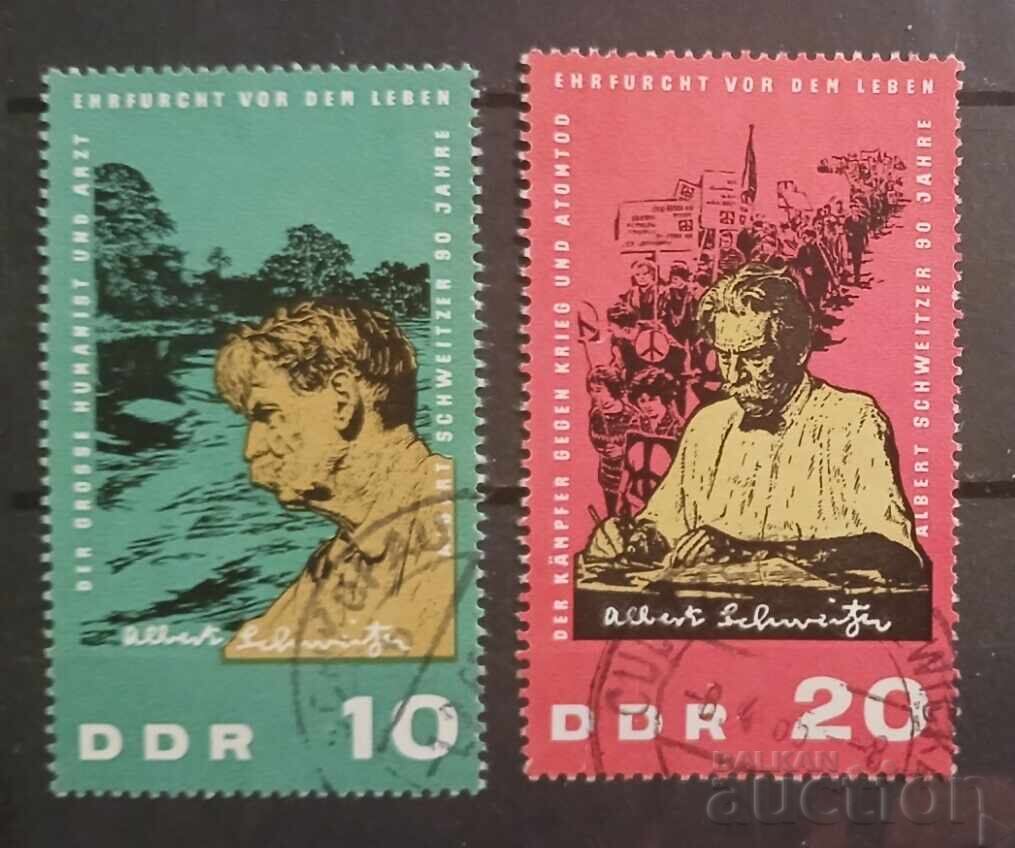 EHRFURCHT VOR DEM LEBEN
DER GROSSE HUMANIST UND ARZT
ALBERT SCHWEITZER 90 JAHRE
Albert Schweitzer
DDR 10
EHRFURCHT VOR DEM LEBEN
DER KÄMPFER GEGEN KRIEG UND ATOMTOD
ALBERT SCHWEITZER 90 JAHRE
Albert Schweitzer
DDR 20
BALKAN
auction